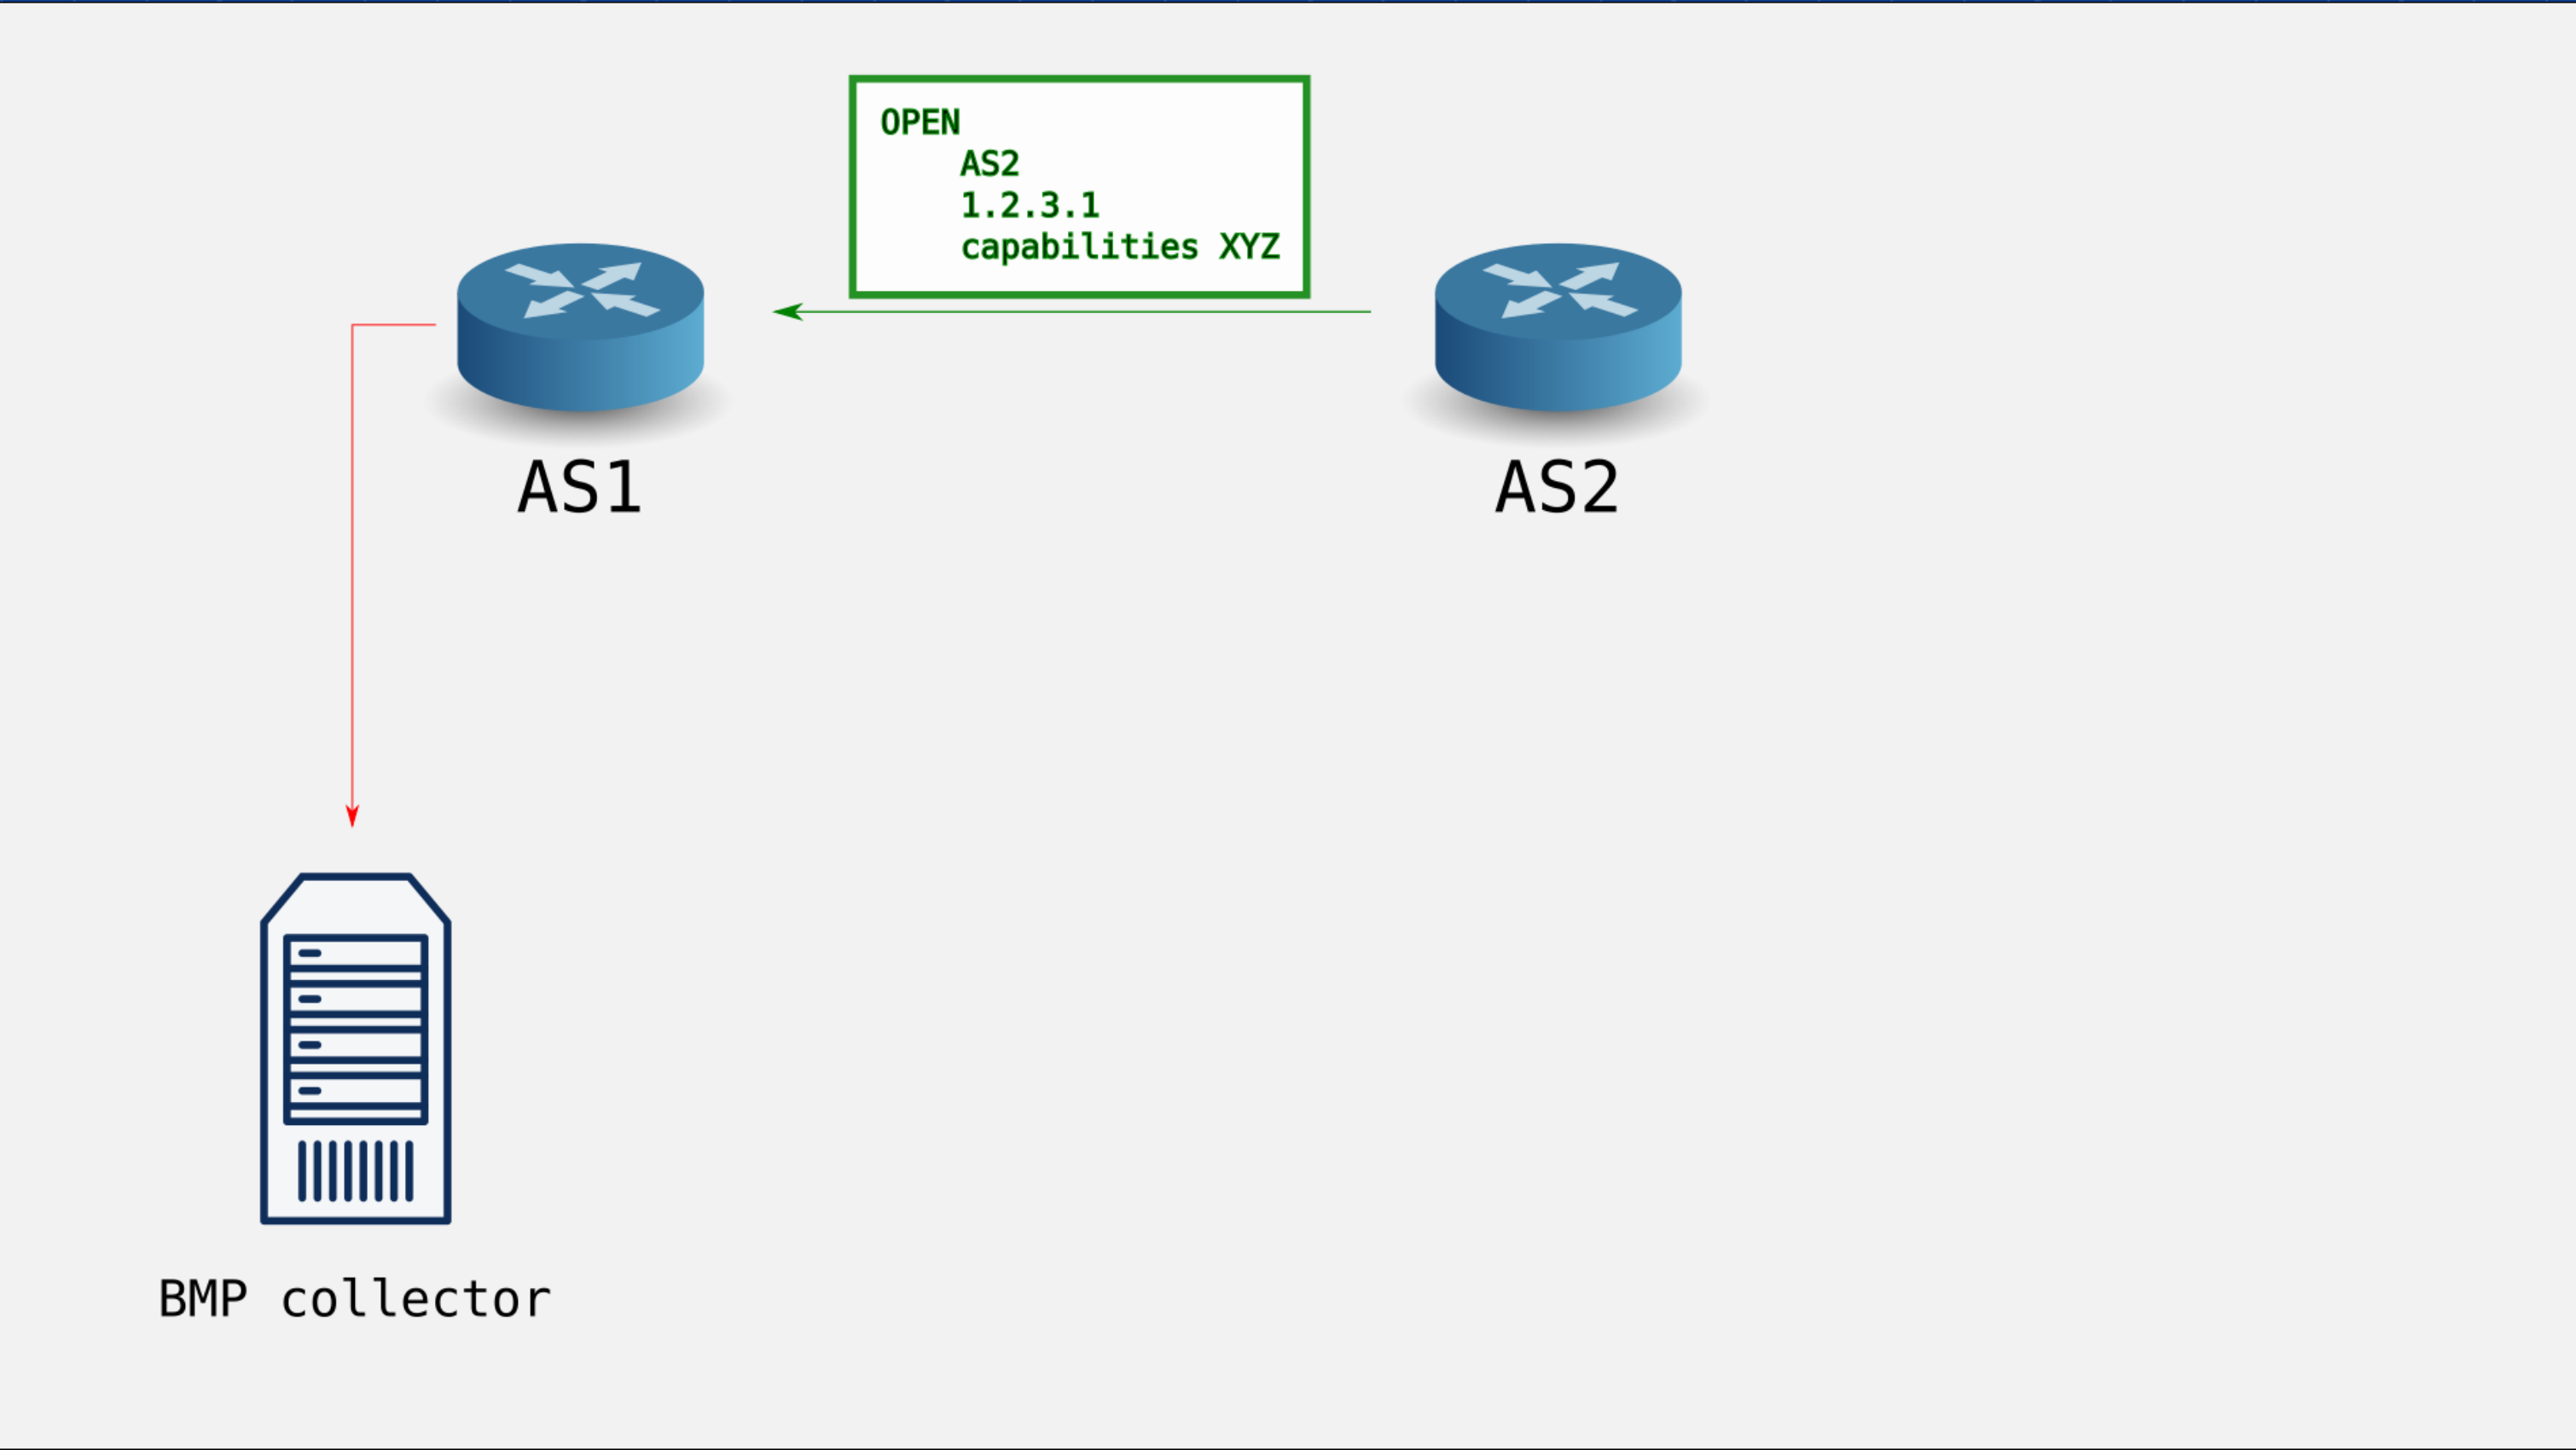 OPEN
AS2
1.2.3.1
capabilities XYZ
AS1
AS2
BMP collector